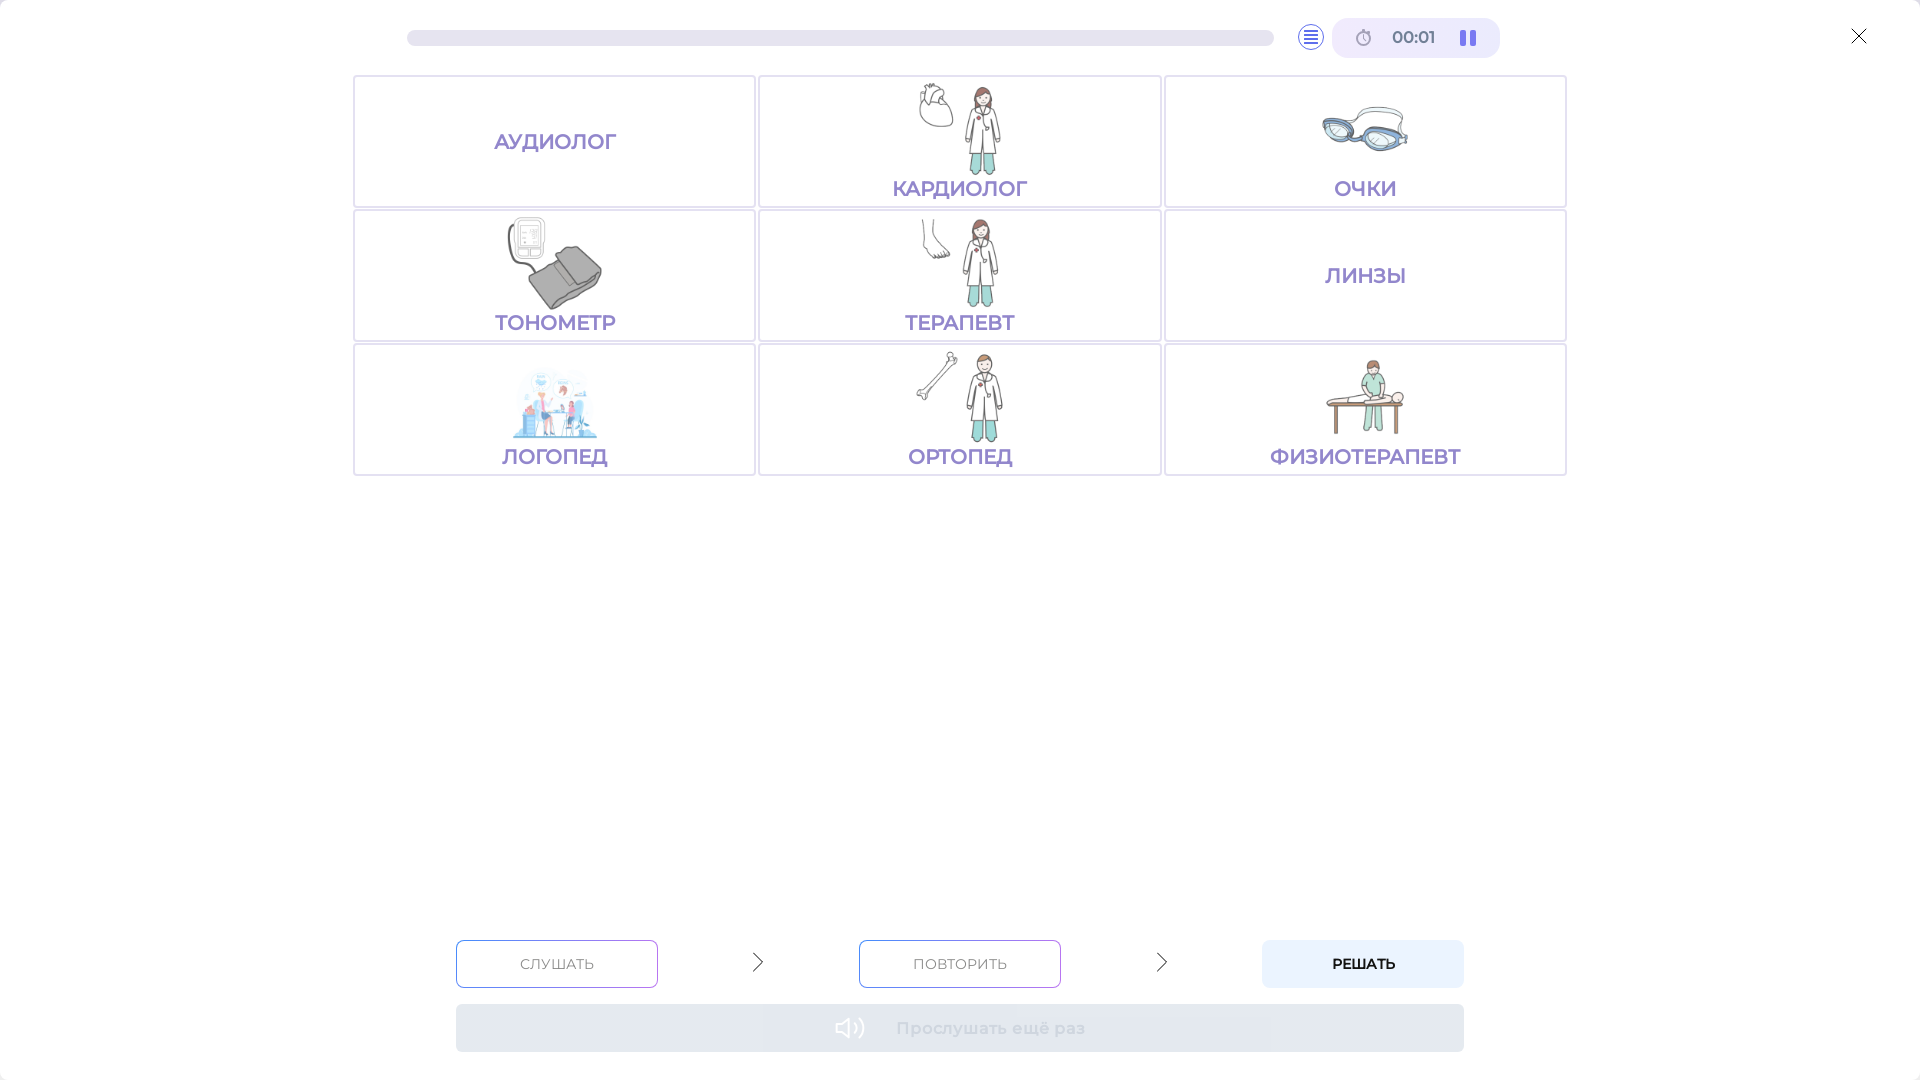 00:01
АУДИОЛОГ
КАРДИОЛОГ
ОЧКИ
ТОНОМЕТР
ТЕРАПЕВТ
ЛИНЗЫ
ЛОГОПЕД
ОРТОПЕД
ФИЗИОТЕРАПЕВТ
СЛУШАТЬ
ПОВТОРИТЬ
РЕШАТЬ
Прослушать ещё раз